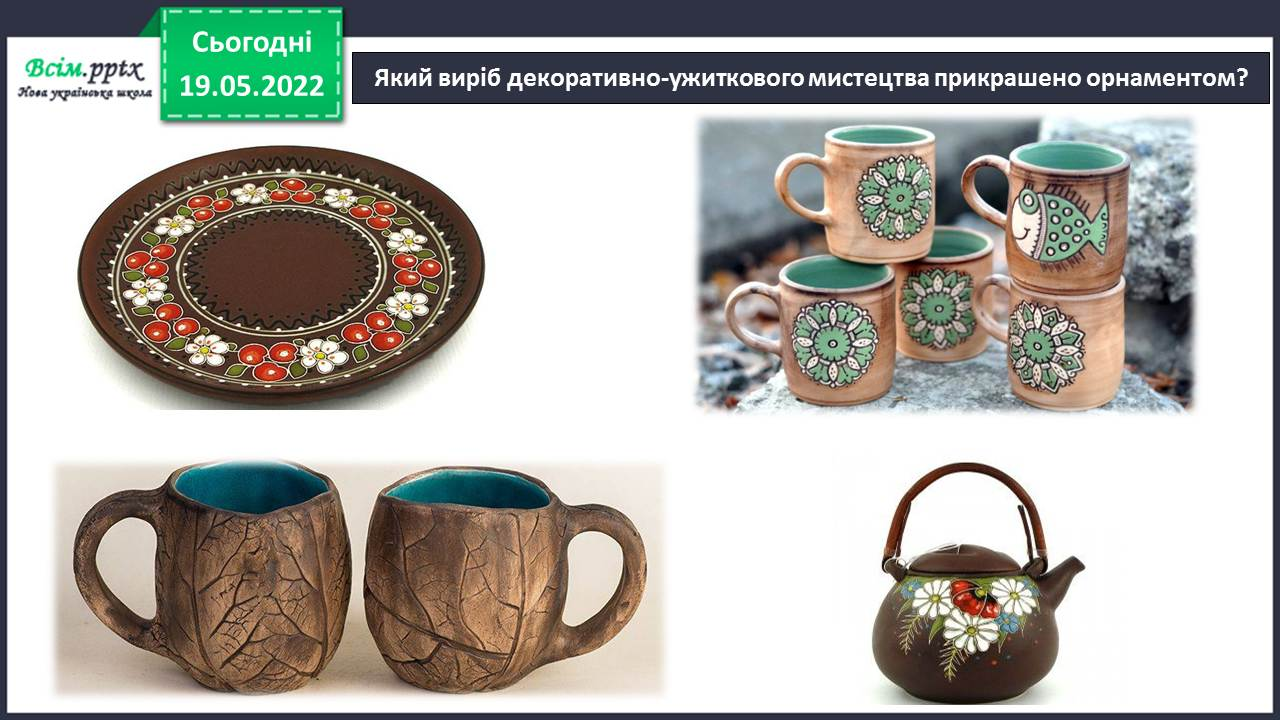 Всім.pptx
Нова українська школа
Сьогодні
19.05.2022
Який виріб декоративно-ужиткового мистецтва прикрашено орнаментом?